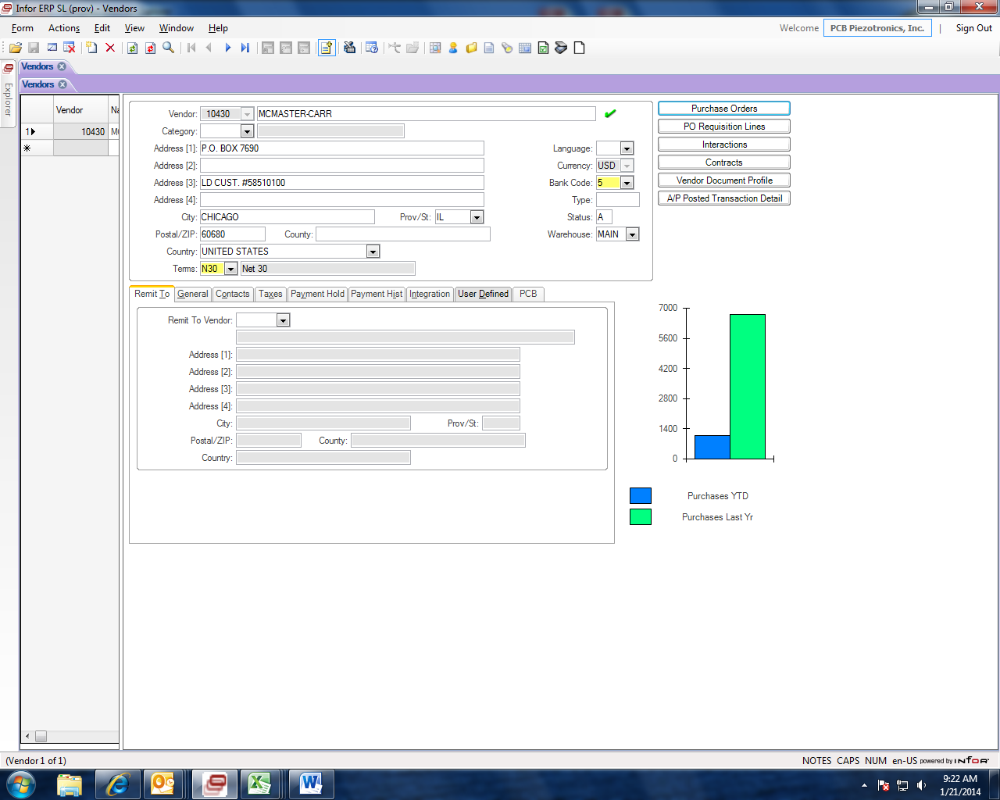 Infor ERP SL (prov) - Vendors
Form Actions Edit View Window Help
Welcome PCB Piezotronics, Inc. | Sign Out
Explorer
Vendors
Vendors
Vendor Na
1 10430 MC
Vendor: 10430 MCMASTER-CARR
Category:
Address [1]: P.O. BOX 7690
Language:
Address [2]:
Currency: USD
Address [3]: LD CUST. #58510100
Bank Code: 5
Address [4]:
Type:
City: CHICAGO Prov/St: IL
Status: A
Postal/ZIP: 60680 County:
Warehouse: MAIN
Country: UNITED STATES
Terms: N30 Net 30
Purchase Orders
PO Requisition Lines
Interactions
Contracts
Vendor Document Profile
A/P Posted Transaction Detail
Remit To General Contacts Taxes Payment Hold Payment Hist Integration User Defined PCB
Remit To Vendor:
Address [1]:
Address [2]:
Address [3]:
Address [4]:
City: Prov/St:
Postal/ZIP: County:
Country:
7000
5600
4200
2800
1400
0
Purchases YTD
Purchases Last Yr
(Vendor 1 of 1)
NOTES CAPS NUM en-US powered by infor
9:22 AM
1/21/2014